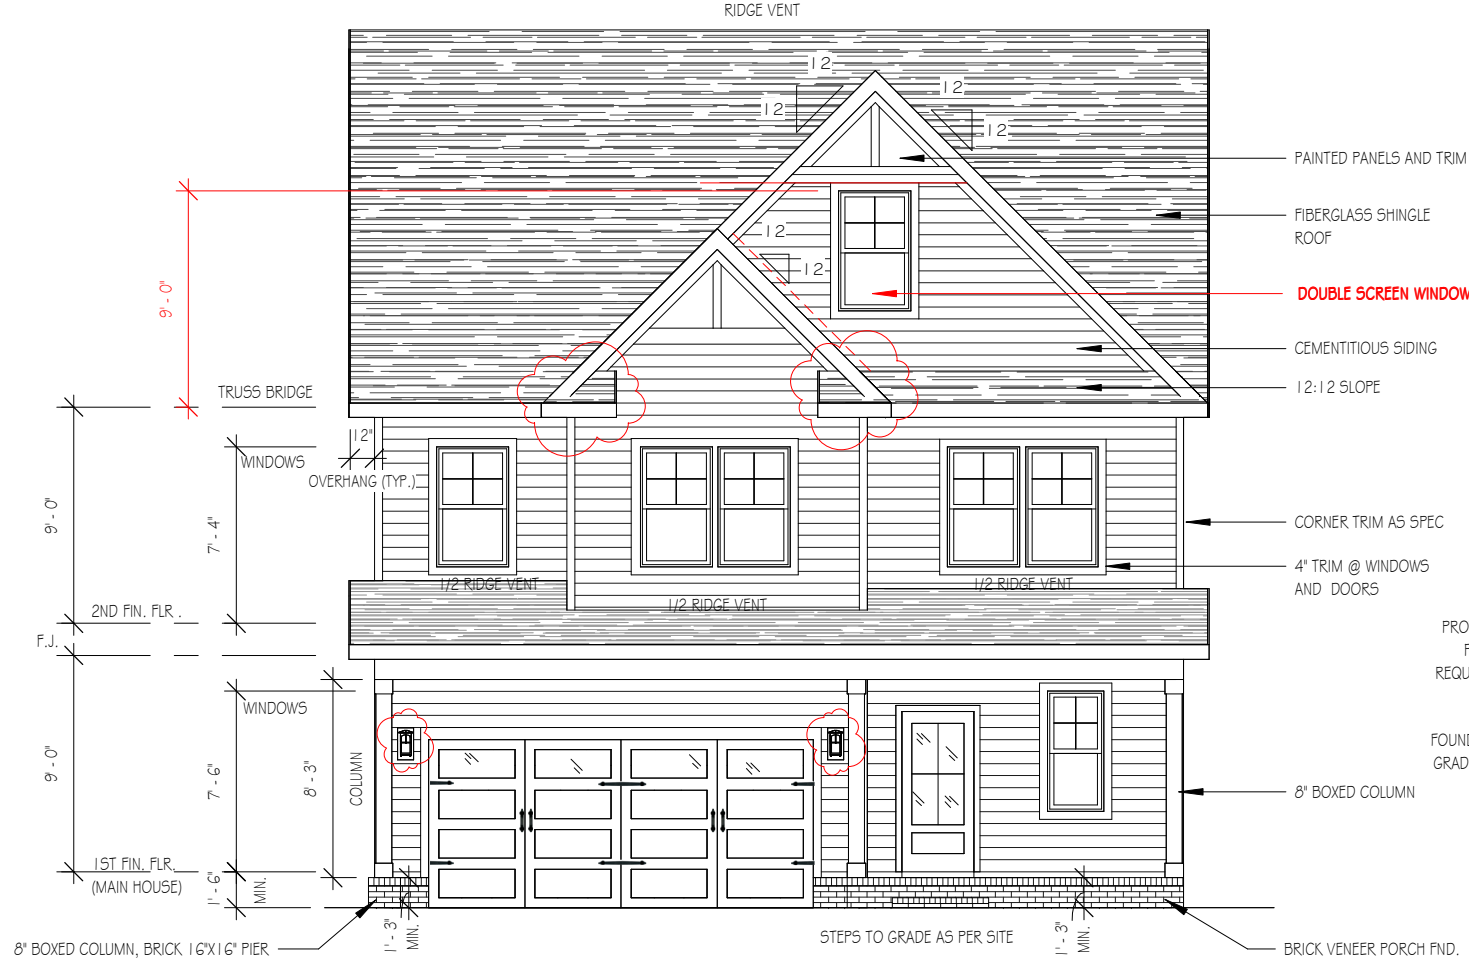 RIDGE VENT
12
12
12
12
PAINTED PANELS AND TRIM
FIBERGLASS SHINGLE
ROOF
12
12
9' - 0"
DOUBLE SCREEN WINDOW
CEMENTITIOUS SIDING
TRUSS BRIDGE
12:12 SLOPE
12"
WINDOWS
OVERHANG (TYP.)
9' - 0"
7' - 4"
CORNER TRIM AS SPEC
4" TRIM @ WINDOWS
AND DOORS
1/2 RIDGE VENT
1/2 RIDGE VENT
1/2 RIDGE VENT
2ND FIN. FLR .
F.J.
PRO
F
REQU
WINDOWS
FOUND
GRAD
9' - 0"
7' - 6"
8' - 3"
COLUMN
8" BOXED COLUMN
1ST FIN. FLR.
(MAIN HOUSE)
1' - 6"
MIN.
1' - 3"
MIN.
STEPS TO GRADE AS PER SITE
1' - 3"
MIN.
8" BOXED COLUMN, BRICK 16"X16" PIER
BRICK VENEER PORCH FND.